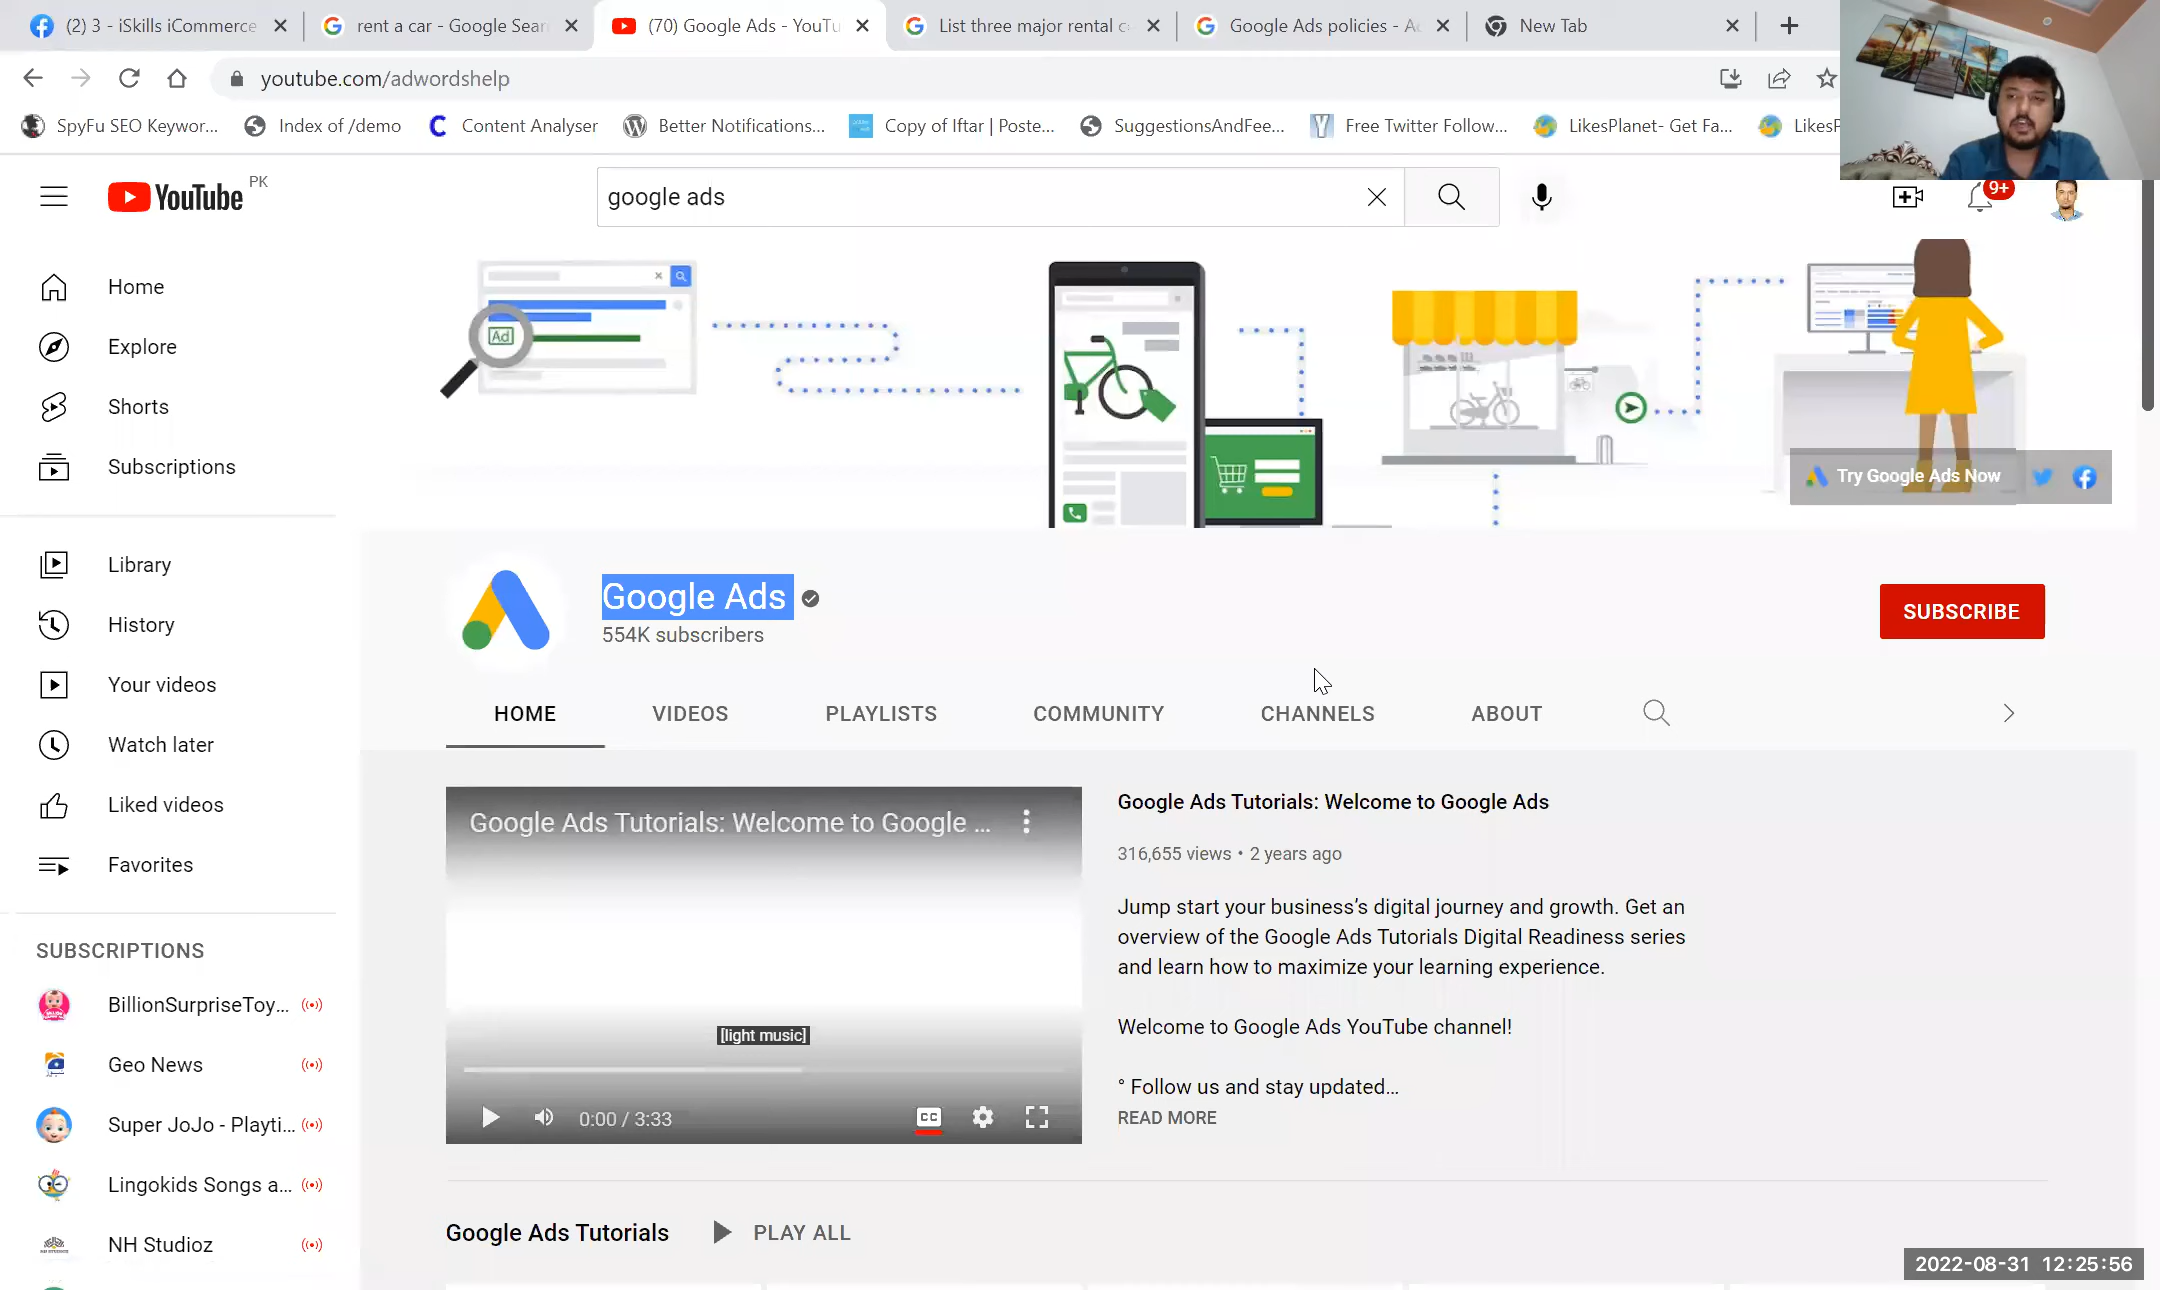 (2) 3 - iSkills iCommerce
rent a car - Google Sear
(70) Google Ads - YouTu
List three major rental c
Google Ads policies - A
New Tab
youtube.com/adwordshelp
SpyFu SEO Keywor...
Index of /demo
Content Analyser
Better Notifications...
Copy of Iftar | Poste...
SuggestionsAndFee...
Free Twitter Follow...
LikesPlanet- Get Fa...
LikesP
YouTube PK
google ads
9+
Home
Explore
Shorts
Subscriptions
Library
History
Your videos
Watch later
Liked videos
Favorites
SUBSCRIPTIONS
BillionSurpriseToy...
Geo News
Super JoJo - Playti...
Lingokids Songs a...
NH Studioz
Ad
Try Google Ads Now
Google Ads
554K subscribers
SUBSCRIBE
HOME
VIDEOS
PLAYLISTS
COMMUNITY
CHANNELS
ABOUT
Google Ads Tutorials: Welcome to Google ...
[light music]
0:00 / 3:33
CC
Google Ads Tutorials: Welcome to Google Ads
316,655 views • 2 years ago
Jump start your business’s digital journey and growth. Get an
overview of the Google Ads Tutorials Digital Readiness series
and learn how to maximize your learning experience.
Welcome to Google Ads YouTube channel!
° Follow us and stay updated...
READ MORE
Google Ads Tutorials
PLAY ALL
2022-08-31 12:25:56